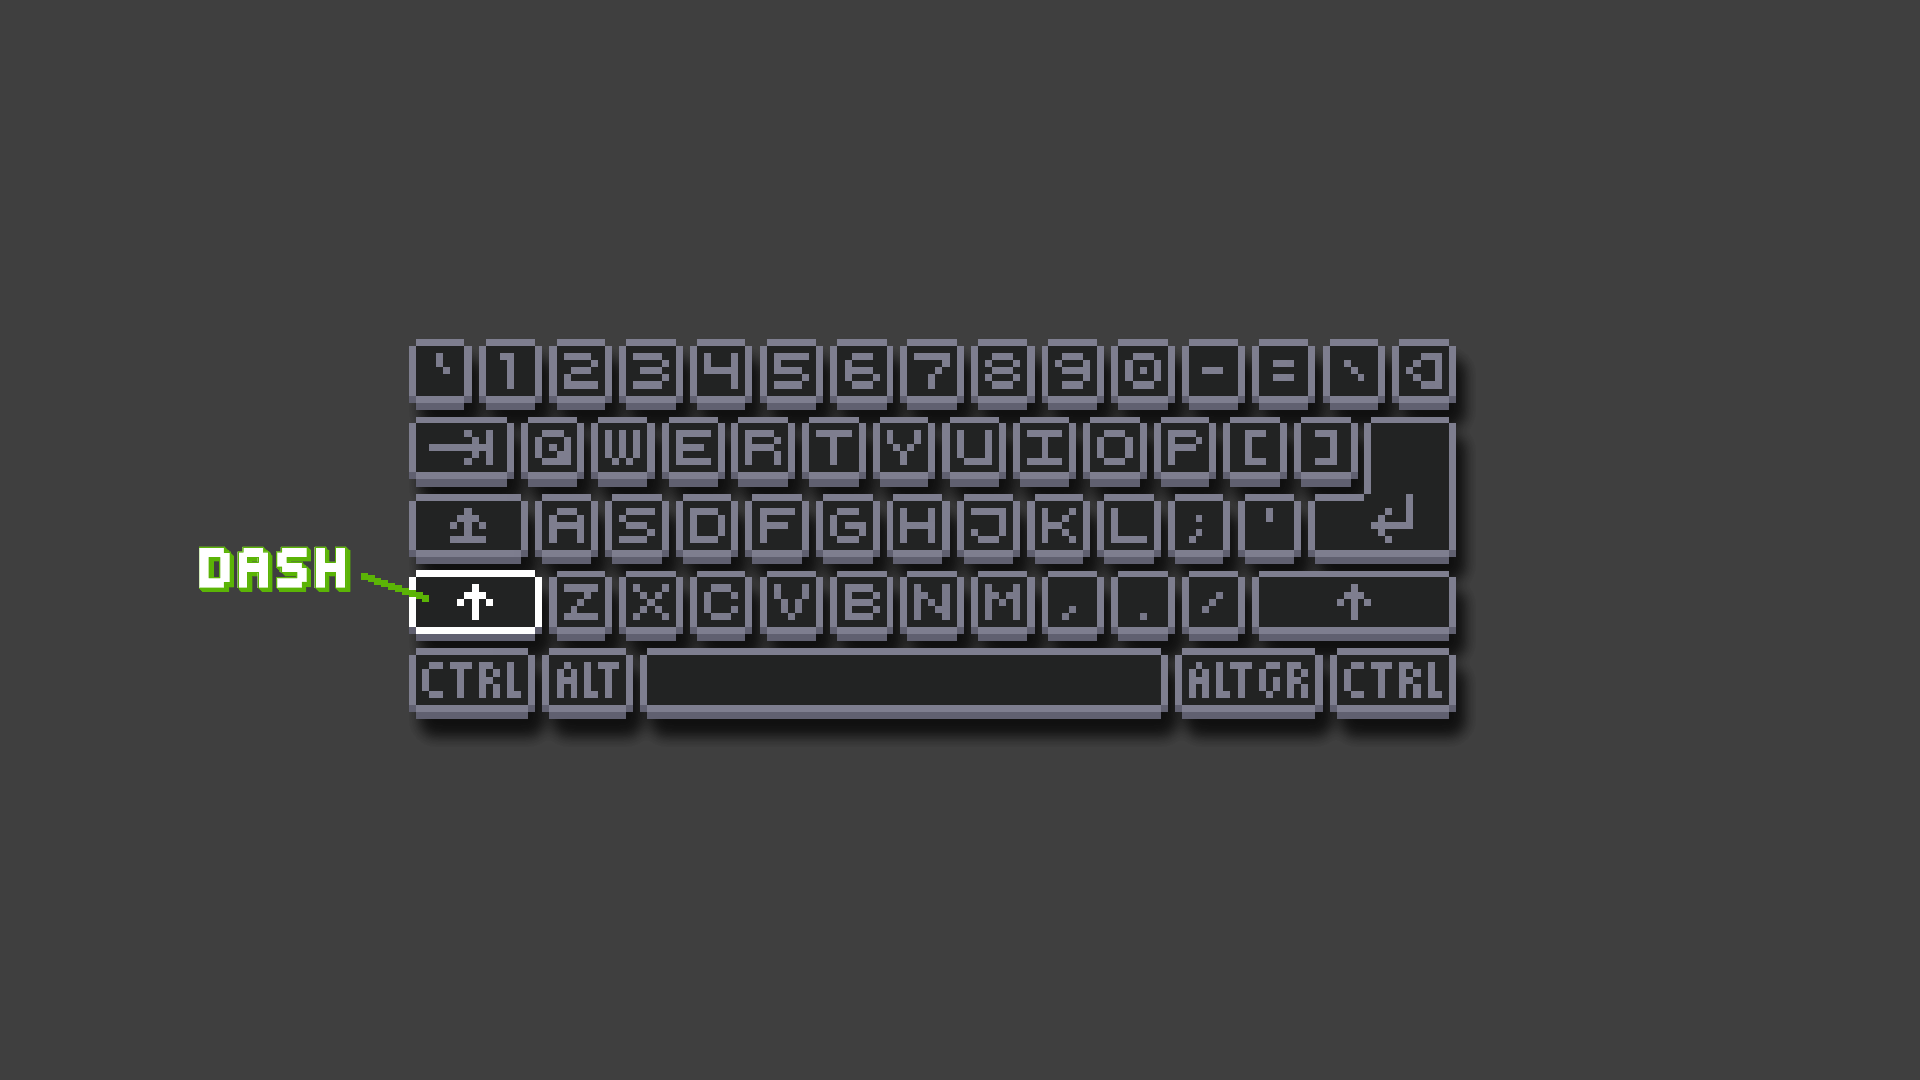 ` 1 2 3 4 5 6 7 8 9 0 - = \
Q W E R T Y U I O P [ ]
A S D F G H J K L ; '
DASH
Z X C V B N M , . /
CTRL ALT ALTGR CTRL